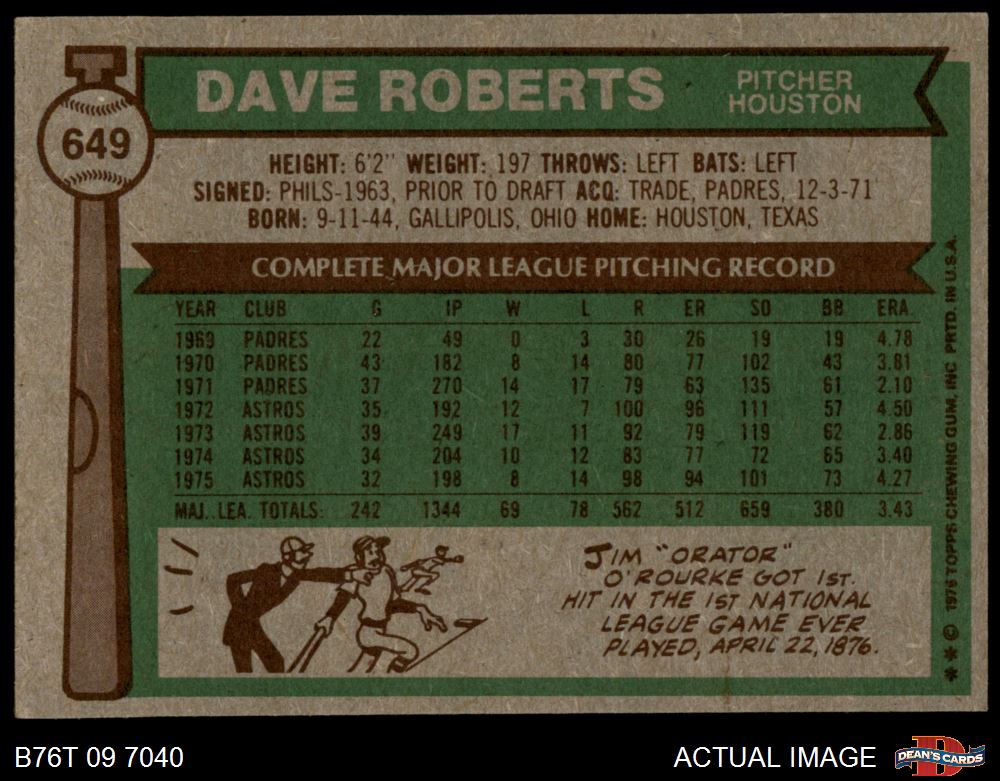 649
DAVE ROBERTS
PITCHER
HOUSTON
HEIGHT: 6'2" WEIGHT: 197 THROWS: LEFT BATS: LEFT
SIGNED: PHILS-1963, PRIOR TO DRAFT ACQ: TRADE, PADRES, 12-3-71
BORN: 9-11-44, GALLIPOLIS, OHIO HOME: HOUSTON, TEXAS
COMPLETE MAJOR LEAGUE PITCHING RECORD
YEAR CLUB G IP W L R ER SO BB ERA
1969 PADRES 22 49 0 3 30 26 19 19 4.78
1970 PADRES 43 182 8 14 80 77 102 43 3.81
1971 PADRES 37 270 14 17 79 63 135 61 2.10
1972 ASTROS 35 192 12 7 100 96 111 57 4.50
1973 ASTROS 39 249 17 11 92 79 119 62 2.86
1974 ASTROS 34 204 10 12 83 77 72 65 3.40
1975 ASTROS 32 198 8 14 98 94 101 73 4.27
MAJ. LEA. TOTALS: 242 1344 69 78 562 512 659 380 3.43
JIM "ORATOR"
O'ROURKE GOT 1ST.
HIT IN THE 1ST NATIONAL
LEAGUE GAME EVER
PLAYED, APRIL 22, 1876.
** © 1976 TOPPS CHEWING GUM, INC PRTD. IN U.S.A.
B76T 09 7040
ACTUAL IMAGE
D
DEAN'S CARDS